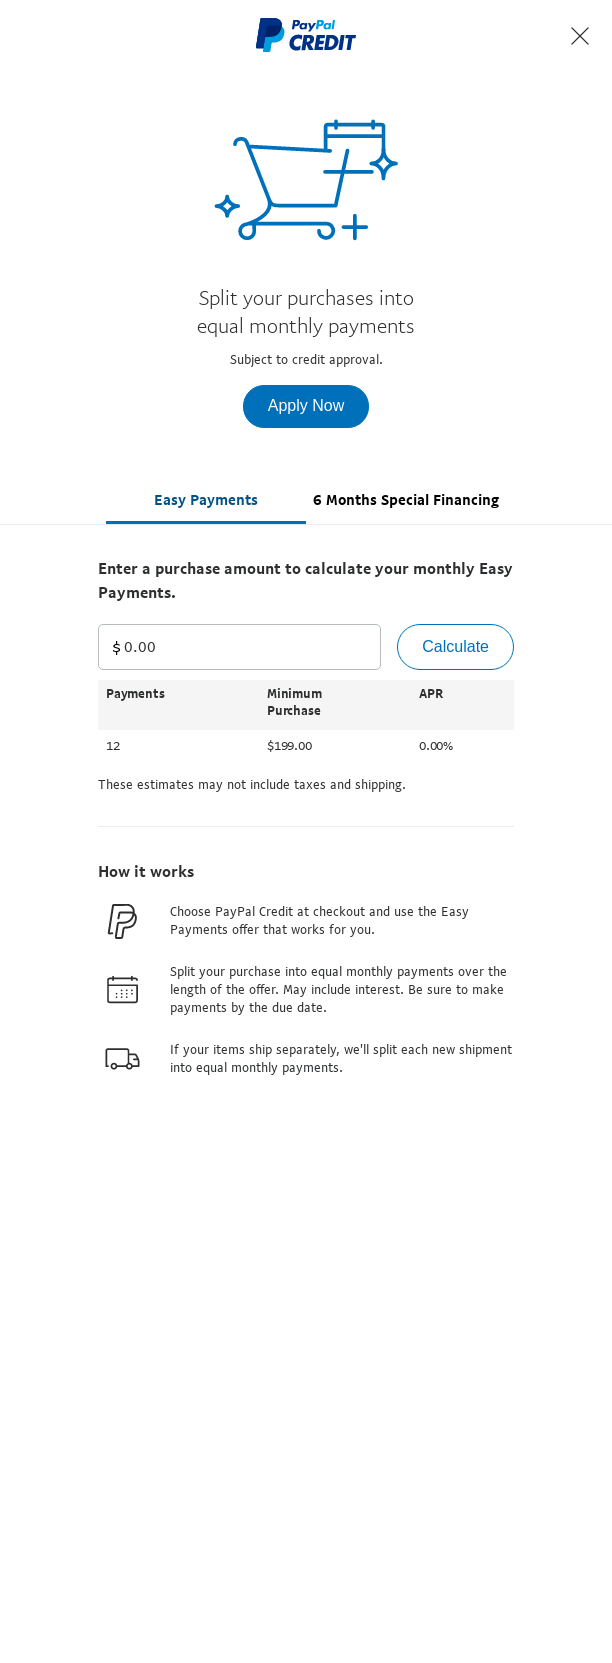 PayPal
CREDIT
Split your purchases into
equal monthly payments
Subject to credit approval.
Apply Now
Easy Payments
6 Months Special Financing
Enter a purchase amount to calculate your monthly Easy
Payments.
$ 0.00
Calculate
Payments Minimum Purchase APR
12 $199.00 0.00%
These estimates may not include taxes and shipping.
How it works
Choose PayPal Credit at checkout and use the Easy
Payments offer that works for you.
Split your purchase into equal monthly payments over the
length of the offer. May include interest. Be sure to make
payments by the due date.
If your items ship separately, we'll split each new shipment
into equal monthly payments.